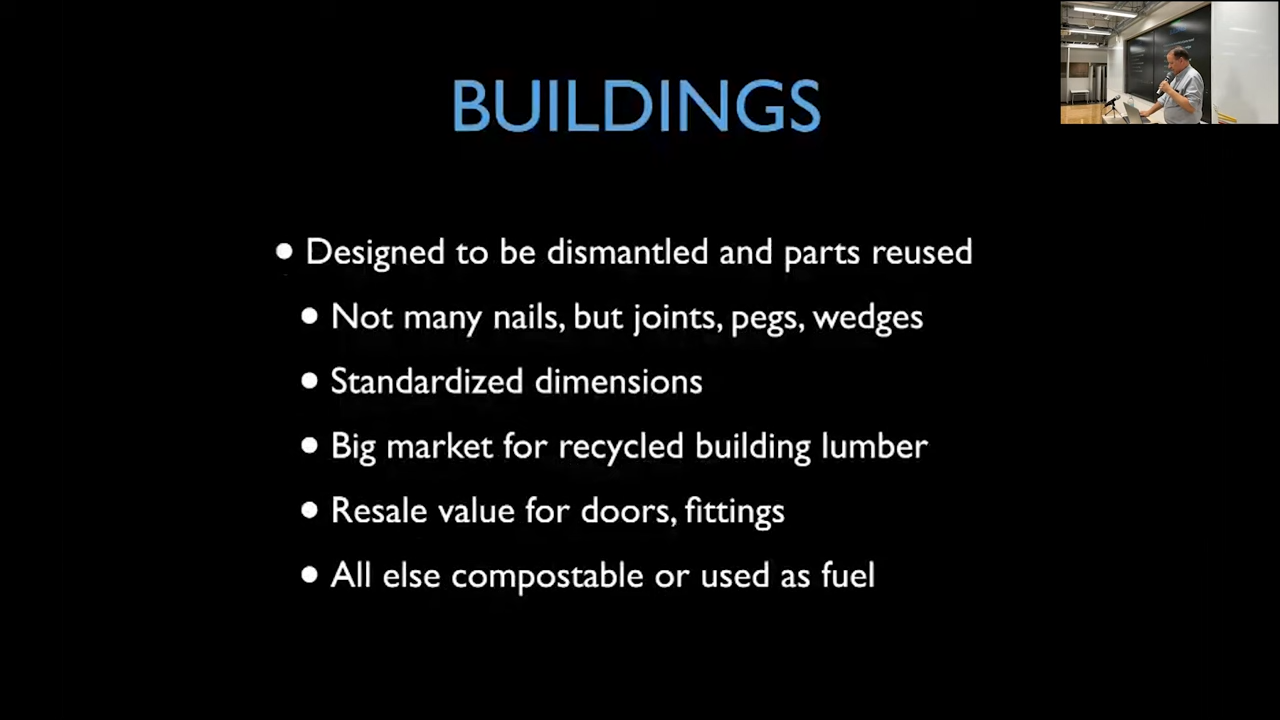 BUILDINGS
• Designed to be dismantled and parts reused
• Not many nails, but joints, pegs, wedges
• Standardized dimensions
• Big market for recycled building lumber
• Resale value for doors, fittings
• All else compostable or used as fuel